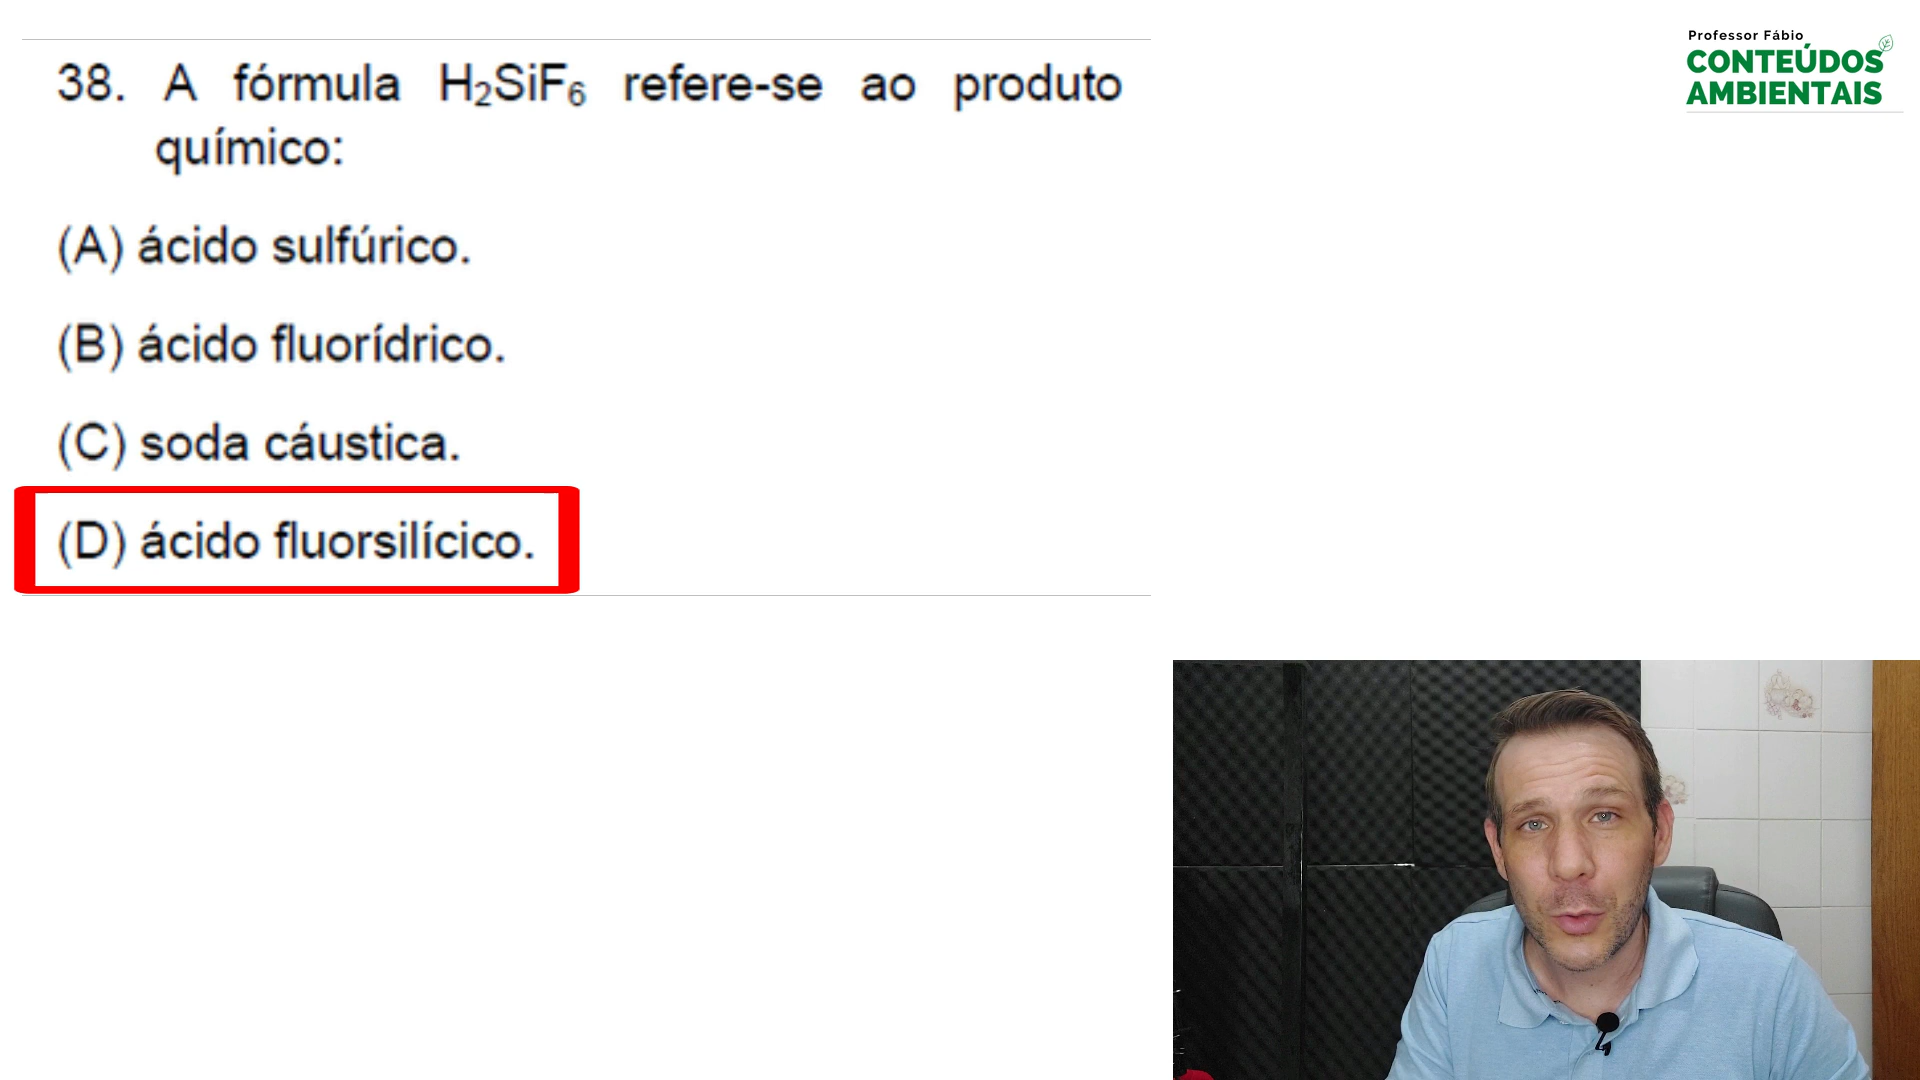 38. A fórmula H₂SiF₆ refere-se ao produto
químico:
(A) ácido sulfúrico.
(B) ácido fluorídrico.
(C) soda cáustica.
(D) ácido fluorsilícico.
Professor Fábio
CONTEÚDOS
AMBIENTAIS